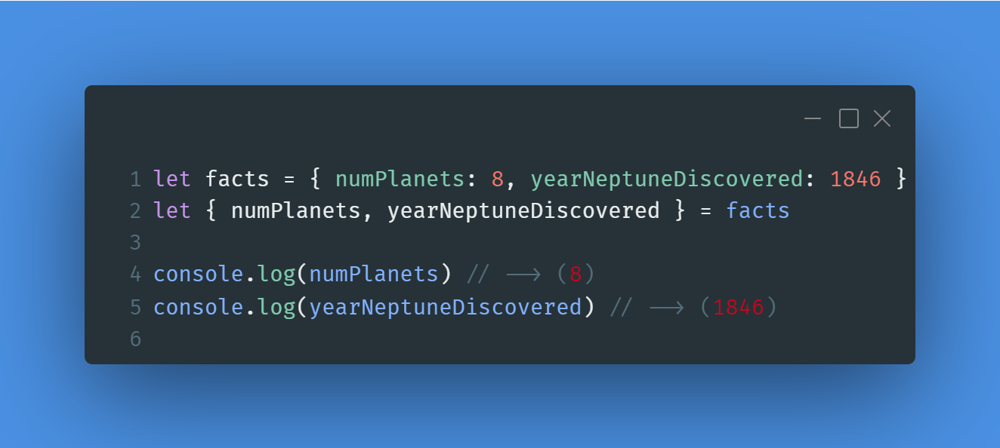 1 let facts = { numPlanets: 8, yearNeptuneDiscovered: 1846 }
2 let { numPlanets, yearNeptuneDiscovered } = facts
3
4 console.log(numPlanets) // ⟶ (8)
5 console.log(yearNeptuneDiscovered) // ⟶ (1846)
6